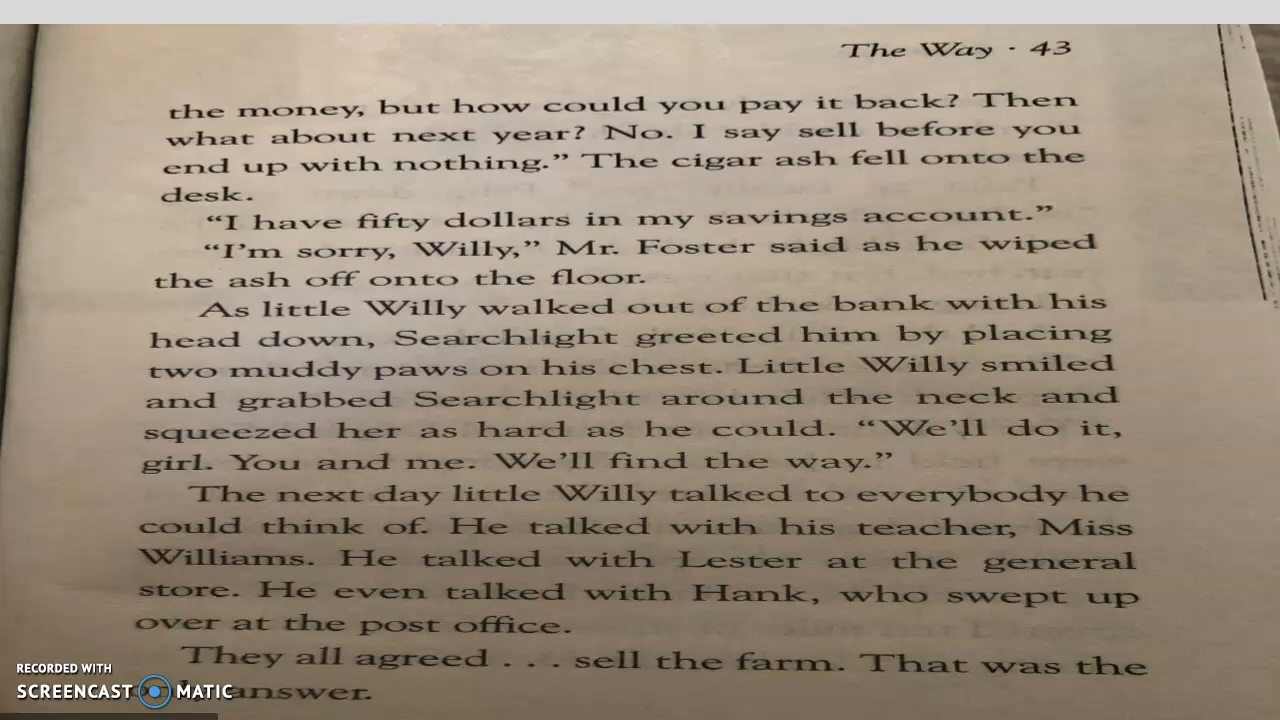 The Way · 43
the money, but how could you pay it back? Then
what about next year? No. I say sell before you
end up with nothing.” The cigar ash fell onto the
desk.
“I have fifty dollars in my savings account.”
“I’m sorry, Willy,” Mr. Foster said as he wiped
the ash off onto the floor.
As little Willy walked out of the bank with his
head down, Searchlight greeted him by placing
two muddy paws on his chest. Little Willy smiled
and grabbed Searchlight around the neck and
squeezed her as hard as he could. “We’ll do it,
girl. You and me. We’ll find the way.”
The next day little Willy talked to everybody he
could think of. He talked with his teacher, Miss
Williams. He talked with Lester at the general
store. He even talked with Hank, who swept up
over at the post office.
They all agreed . . . sell the farm. That was the
answer.
RECORDED WITH
SCREENCAST MATIC